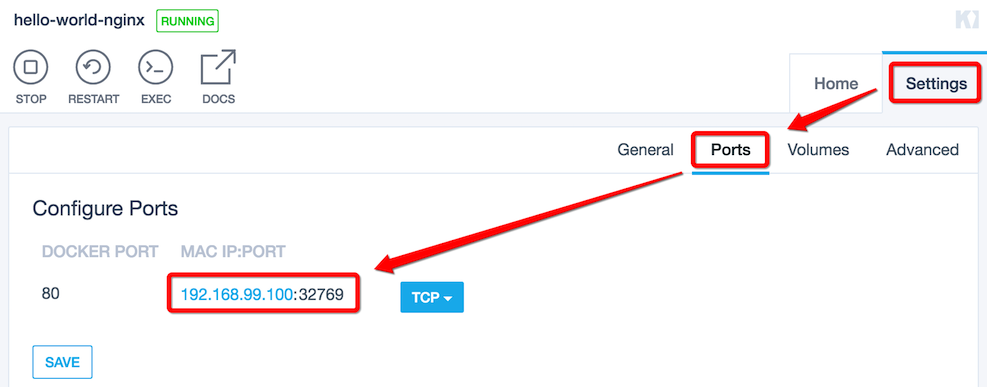 hello-world-nginx RUNNING
STOP RESTART EXEC DOCS
Home Settings
General Ports Volumes Advanced
Configure Ports
DOCKER PORT MAC IP:PORT
80 192.168.99.100:32769 TCP
SAVE